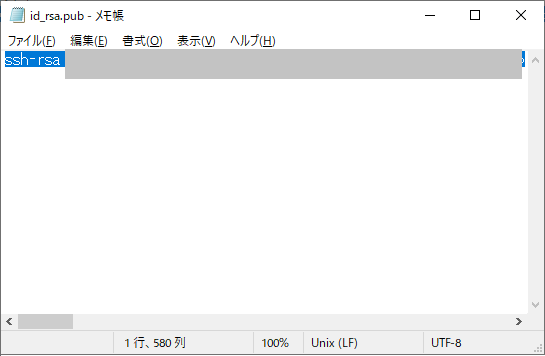 id_rsa.pub - メモ帳
ファイル(F) 編集(E) 書式(O) 表示(V) ヘルプ(H)
ssh-rsa
1 行、580 列 100% Unix (LF) UTF-8